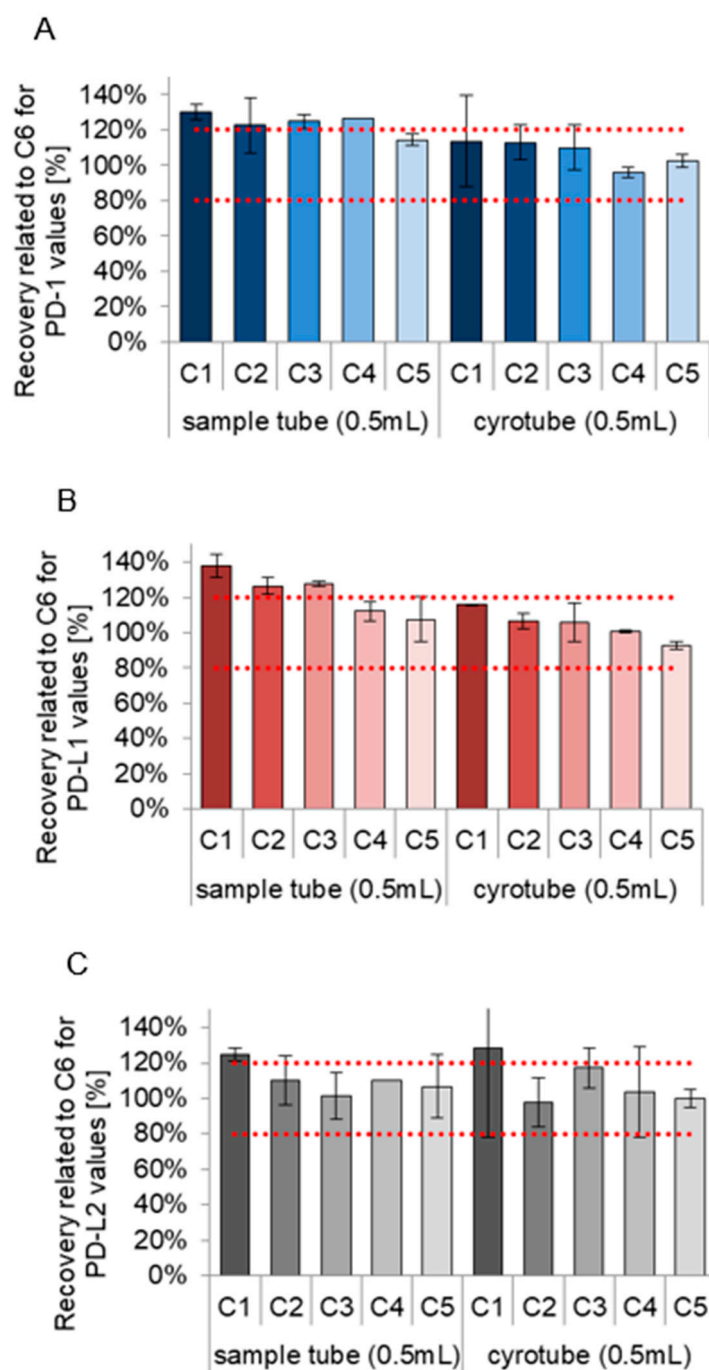 A
Recovery related to C6 for
PD-1 values [%]
140%
120%
100%
80%
60%
40%
20%
0%
C1 C2 C3 C4 C5 C1 C2 C3 C4 C5
sample tube (0.5mL) cyrotube (0.5mL)
B
Recovery related to C6 for
PD-L1 values [%]
140%
120%
100%
80%
60%
40%
20%
0%
C1 C2 C3 C4 C5 C1 C2 C3 C4 C5
sample tube (0.5mL) cyrotube (0.5mL)
C
Recovery related to C6 for
PD-L2 values [%]
140%
120%
100%
80%
60%
40%
20%
0%
C1 C2 C3 C4 C5 C1 C2 C3 C4 C5
sample tube (0.5mL) cyrotube (0.5mL)